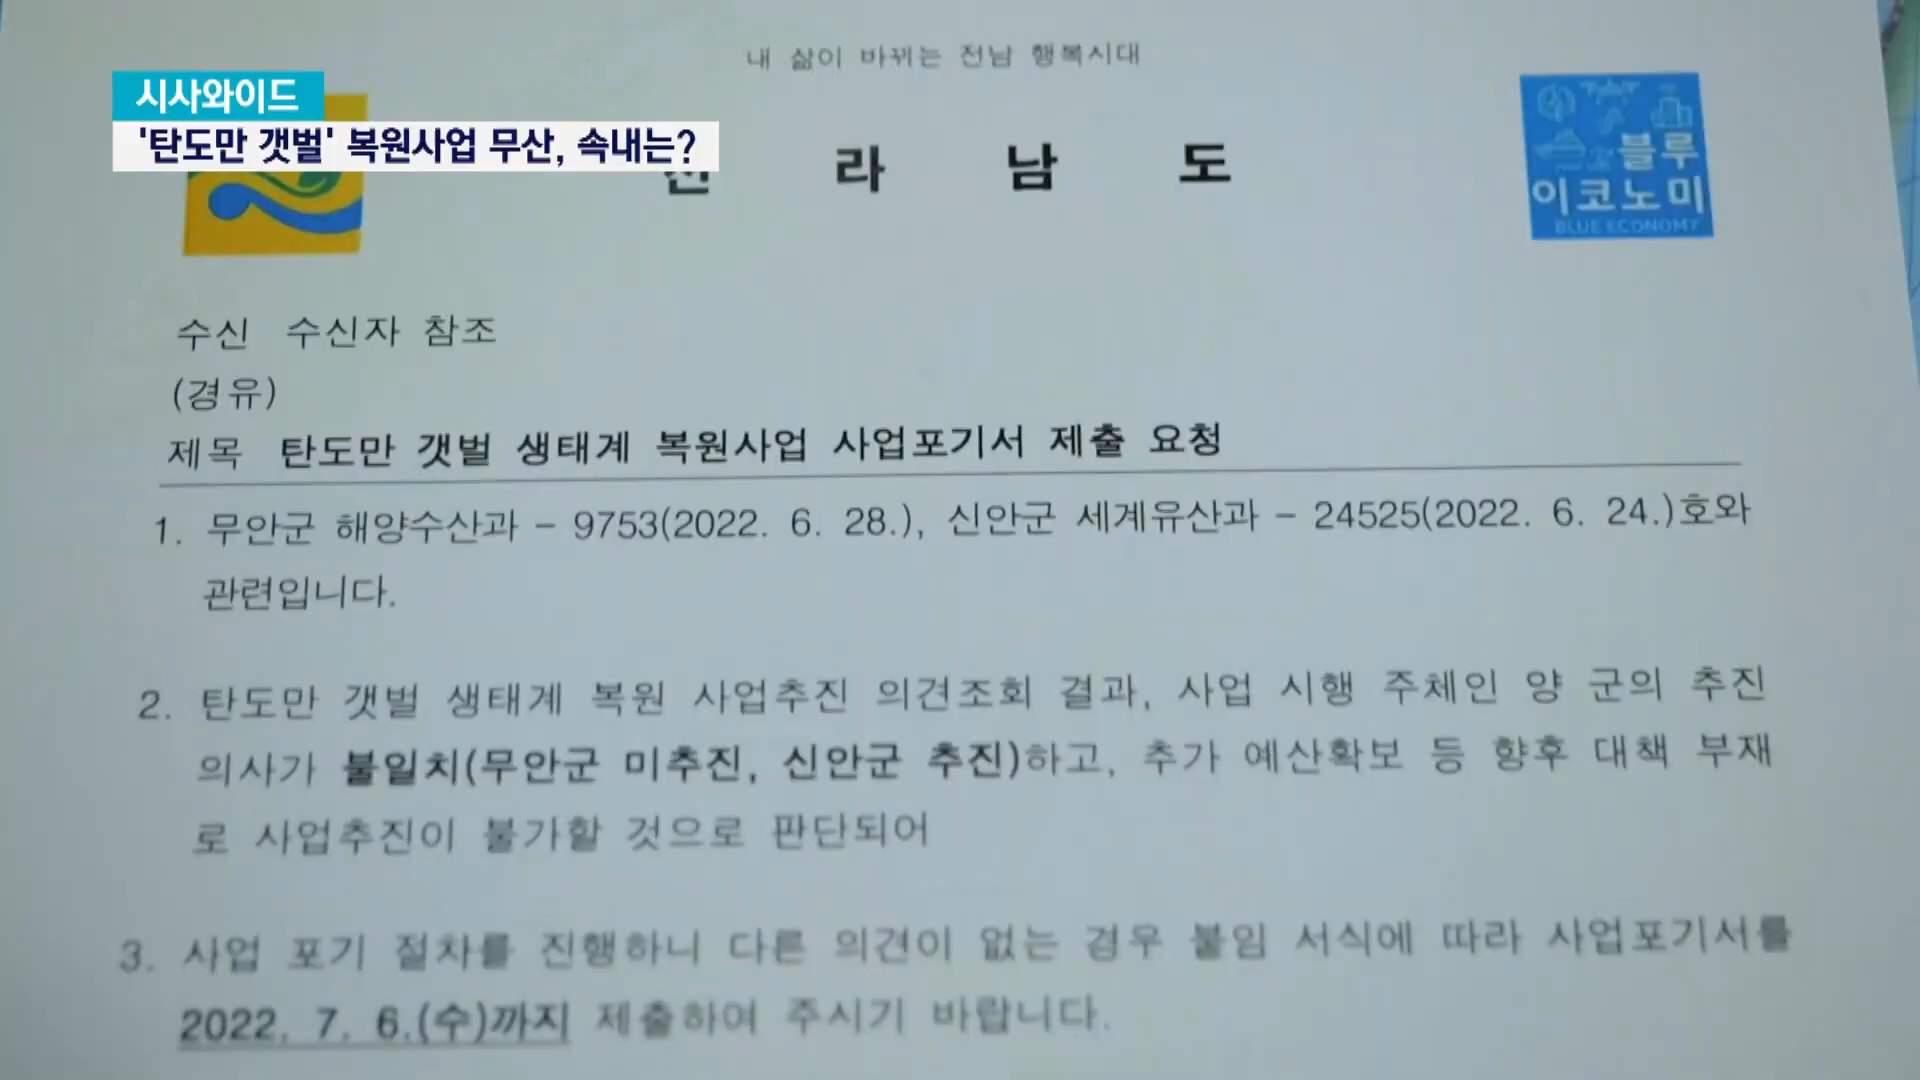 내 삶이 바뀌는 전남 행복시대
시사와이드
'탄도만 갯벌' 복원사업 무산, 속내는?
전 라 남 도
블루
이코노미
BLUE ECONOMY
수신 수신자 참조
(경유)
제목 탄도만 갯벌 생태계 복원사업 사업포기서 제출 요청
1. 무안군 해양수산과 - 9753(2022. 6. 28.), 신안군 세계유산과 - 24525(2022. 6. 24.)호와
관련입니다.
2. 탄도만 갯벌 생태계 복원 사업추진 의견조회 결과, 사업 시행 주체인 양 군의 추진
의사가 불일치(무안군 미추진, 신안군 추진)하고, 추가 예산확보 등 향후 대책 부재
로 사업추진이 불가할 것으로 판단되어
3. 사업 포기 절차를 진행하니 다른 의견이 없는 경우 붙임 서식에 따라 사업포기서를
2022. 7. 6.(수)까지 제출하여 주시기 바랍니다.